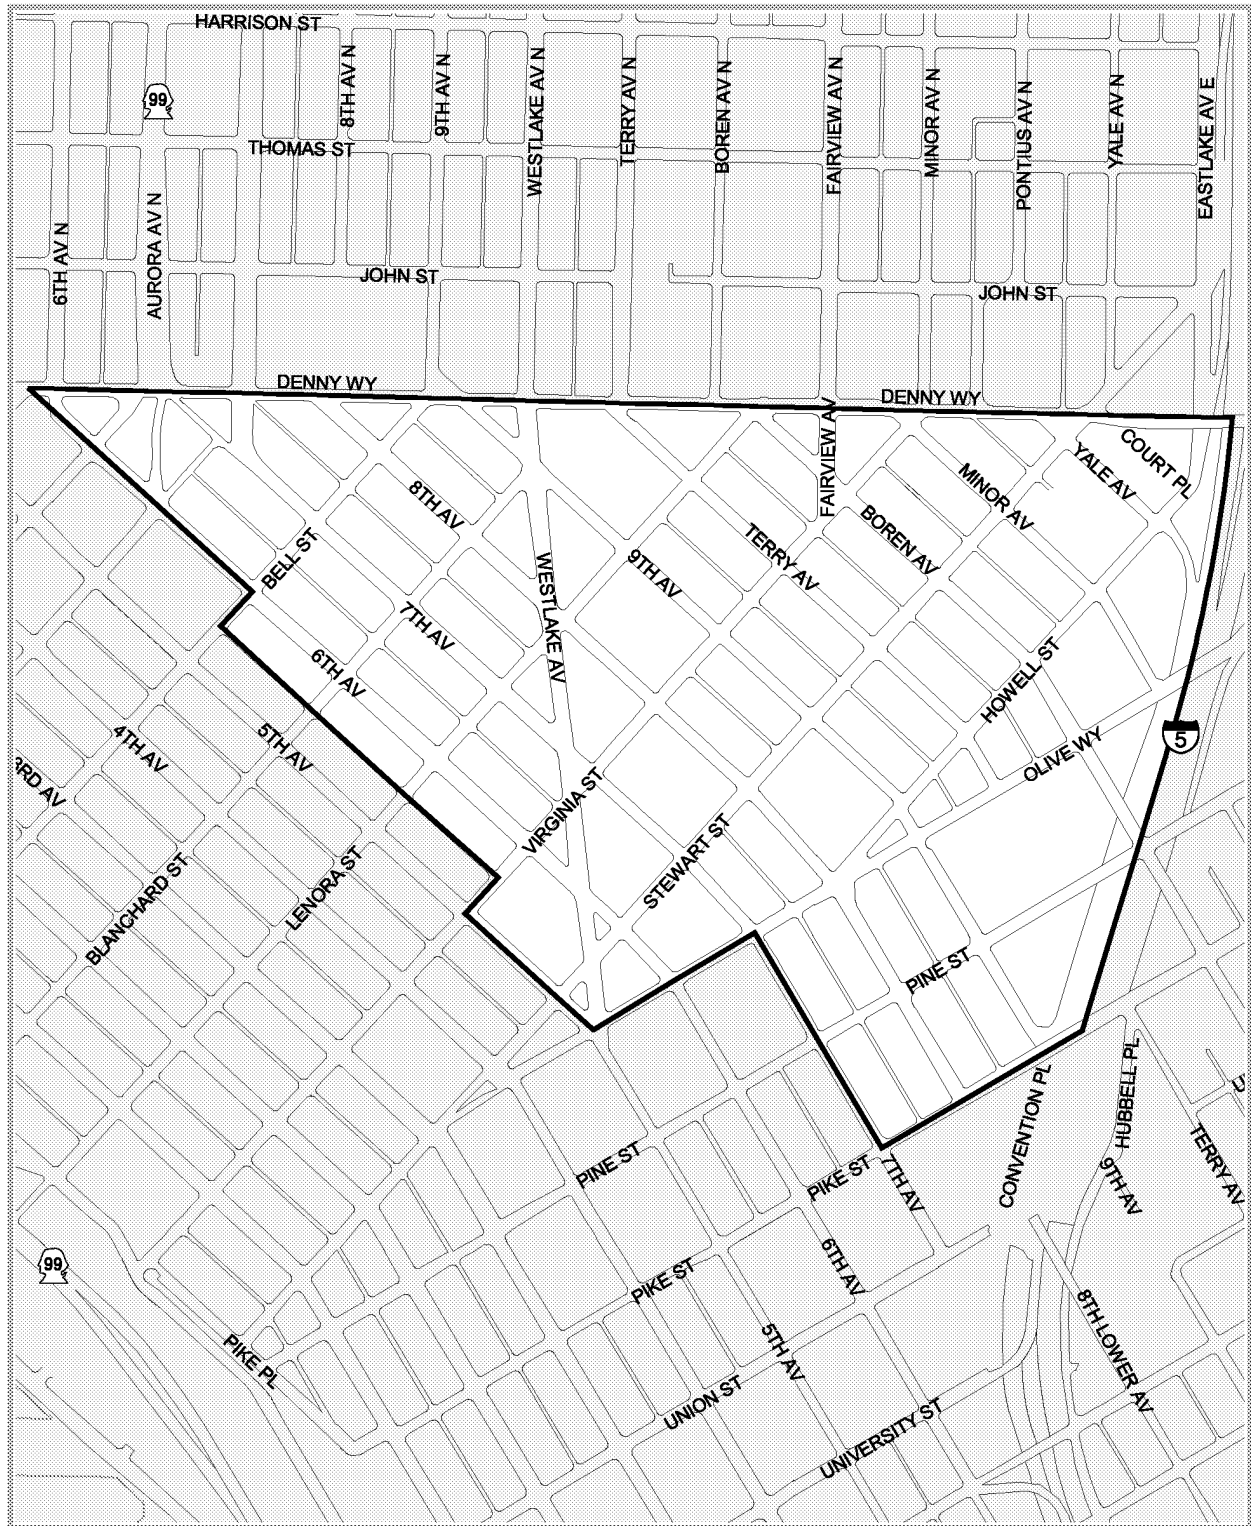 HARRISON ST
8TH AV N
9TH AV N
WESTLAKE AV N
TERRY AV N
BOREN AV N
FAIRVIEW AV N
MINOR AV N
PONTIUS AV N
YALE AV N
EASTLAKE AV E
99
THOMAS ST
6TH AV N
AURORA AV N
JOHN ST
JOHN ST
DENNY WY
DENNY WY
FAIRVIEW AV
COURT PL
YALE AV
MINOR AV
8TH AV
BOREN AV
TERRY AV
BELL ST
9TH AV
WESTLAKE AV
7TH AV
6TH AV
HOWELL ST
4TH AV
5TH AV
5
OLIVE WY
3RD AV
VIRGINIA ST
STEWART ST
BLANCHARD ST
LENORA ST
PINE ST
CONVENTION PL
HUBBELL PL
PINE ST
PIKE ST
7TH AV
9TH AV
TERRY AV
99
PIKE ST
6TH AV
8TH LOWER AV
PIKE PL
5TH AV
UNION ST
UNIVERSITY ST